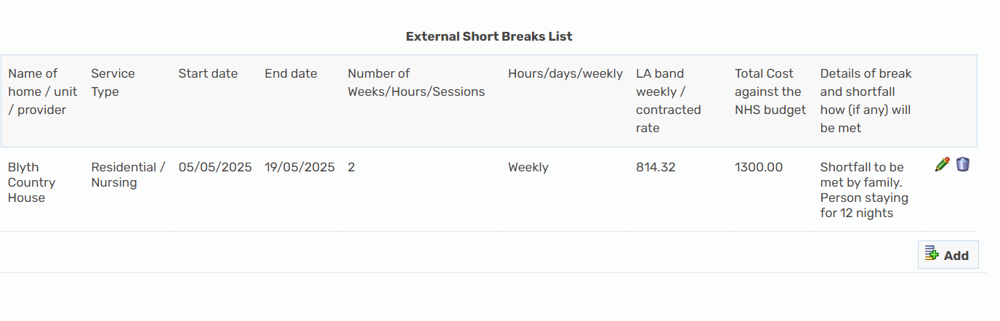 External Short Breaks List
Name of
home / unit
/ provider
Service
Type
Start date
End date
Number of
Weeks/Hours/Sessions
Hours/days/weekly
LA band
weekly /
contracted
rate
Total Cost
against the
NHS budget
Details of break
and shortfall
how (if any) will
be met
Blyth
Country
House
Residential /
Nursing
05/05/2025
19/05/2025
2
Weekly
814.32
1300.00
Shortfall to be
met by family.
Person staying
for 12 nights
Add